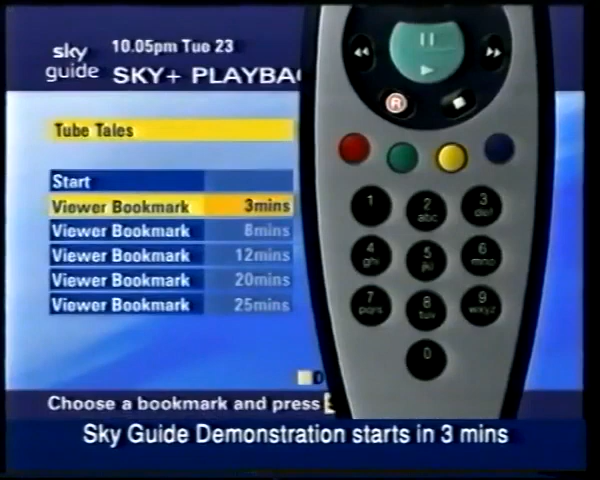 sky guide
10.05pm Tue 23
SKY+ PLAYBA
Tube Tales
Start
Viewer Bookmark 3mins
Viewer Bookmark 8mins
Viewer Bookmark 12mins
Viewer Bookmark 20mins
Viewer Bookmark 25mins
R
1 2 abc 3 def
4 ghi 5 jkl 6 mno
7 pqrs 8 tuv 9 wxyz
0
D
Choose a bookmark and press
Sky Guide Demonstration starts in 3 mins